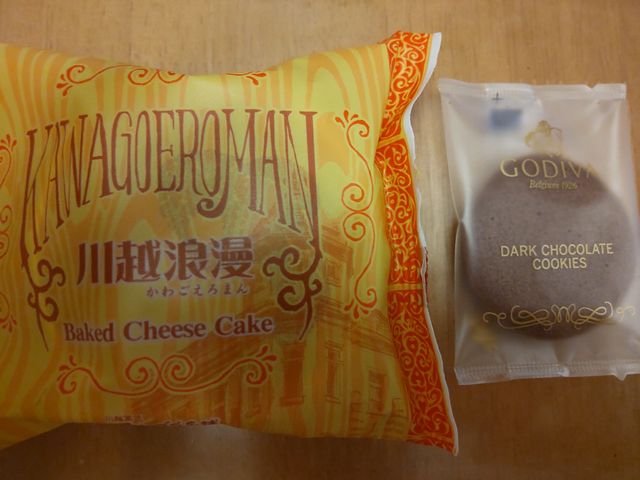 KAWAGOEROMAN
川越浪漫
かわごえろまん
Baked Cheese Cake
GODIVA
Belgium 1926
DARK CHOCOLATE
COOKIES